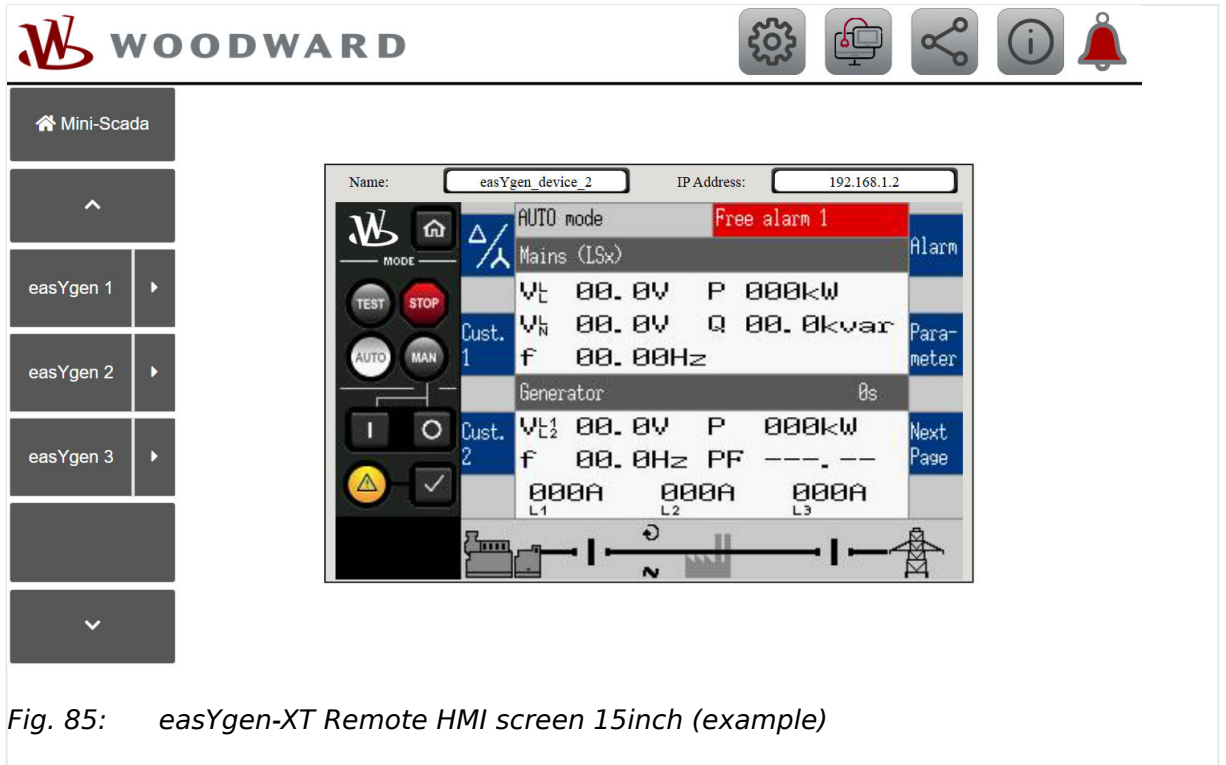 WOODWARD
Mini-Scada
easYgen 1
easYgen 2
easYgen 3
Name: easYgen_device_2 IP Address: 192.168.1.2
MODE
TEST STOP
AUTO MAN
I O
AUTO mode Free alarm 1
Mains (LSx)
VLL 00.0V P 000kW
VLN 00.0V Q 00.0kvar
f 00.00Hz
Generator 0s
VL1L2 00.0V P 000kW
f 00.0Hz PF ---.--
000A 000A 000A
L1 L2 L3
Cust.
1
Cust.
2
Alarm
Para-
meter
Next
Page
Fig. 85: easYgen-XT Remote HMI screen 15inch (example)